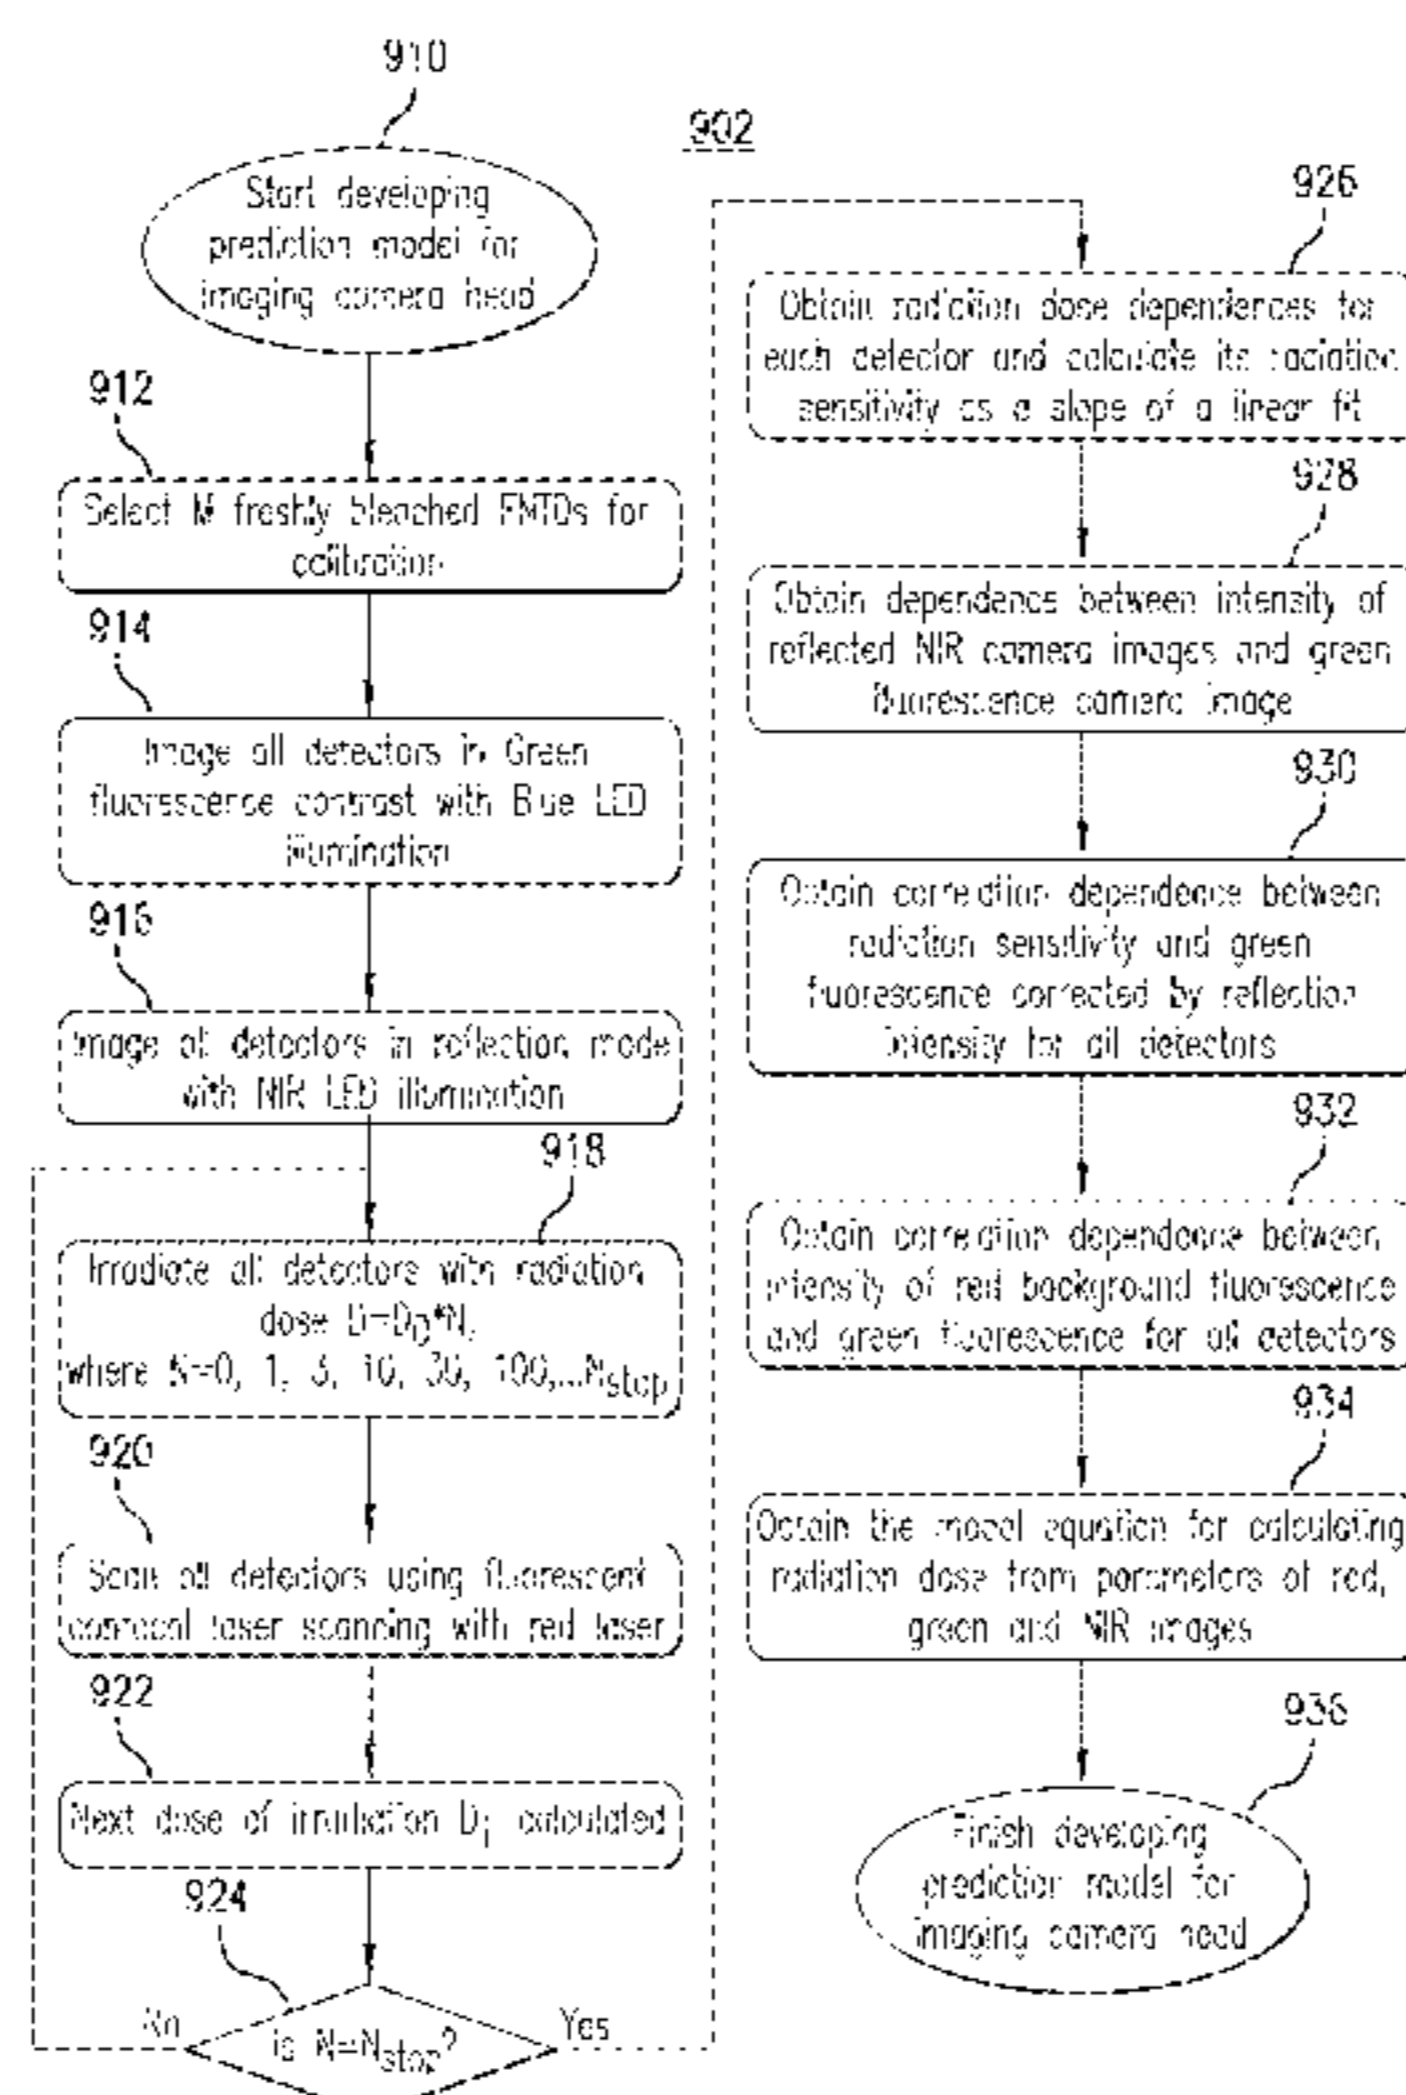 910
902
Start developing
prediction model for
imaging camera head
912
Select M freshly bleached FMTDs for
calibration
914
Image all detectors in Green
fluorescence contrast with Blue LED
illumination
916
Image all detectors in reflection mode
with NIR LED illumination
918
Irradiate all detectors with radiation
dose Di=D0*N,
where N=0, 1, 3, 10, 30, 100,...Nstop
920
Scan all detectors using fluorescent
confocal laser scanning with red laser
922
Next dose of irradiation Di calculated
924
No
is N=Nstop?
Yes
926
Obtain radiation dose dependences for
each detector and calculate its radiation
sensitivity as a slope of a linear fit
928
Obtain dependence between intensity of
reflected NIR camera images and green
fluorescence camera image
930
Obtain correction dependence between
radiation sensitivity and green
fluorescence corrected by reflection
intensity for all detectors
932
Obtain correction dependence between
intensity of red background fluorescence
and green fluorescence for all detectors
934
Obtain the model equation for calculating
radiation dose from parameters of red,
green and NIR images
936
Finish developing
prediction model for
imaging camera head